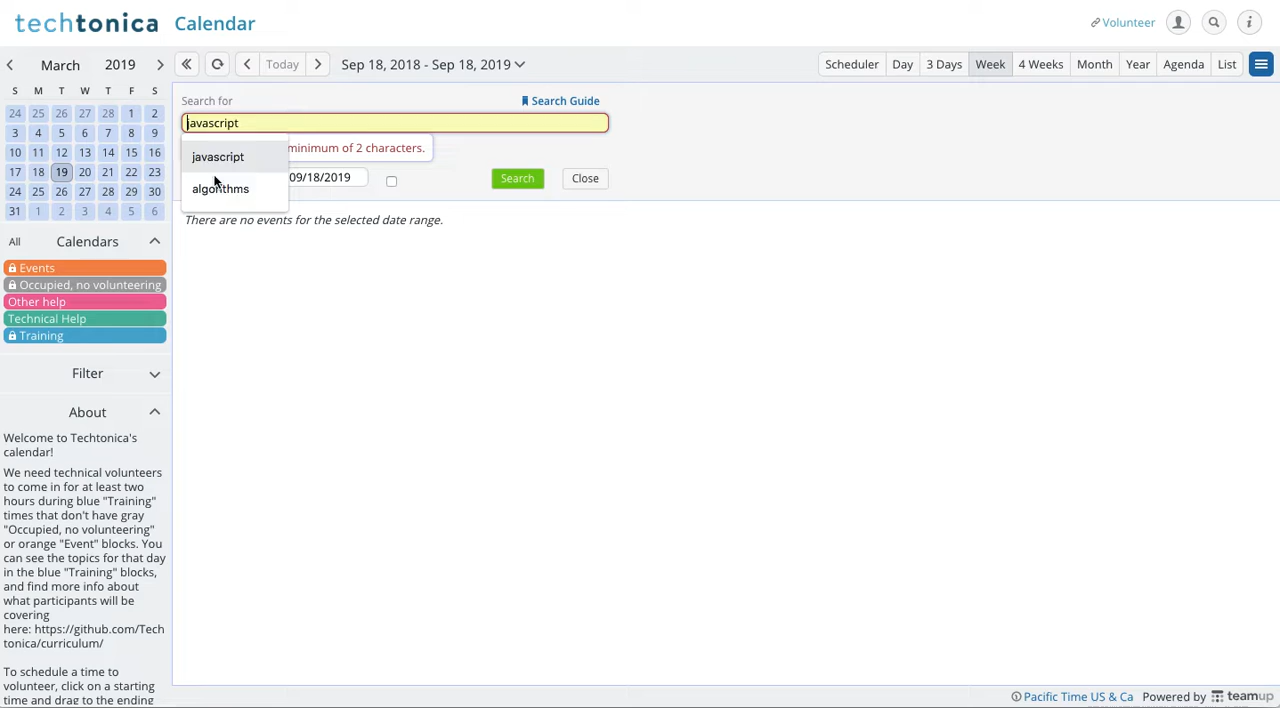 techtonica Calendar
Volunteer
March 2019
Today
Sep 18, 2018 - Sep 18, 2019
Scheduler Day 3 Days Week 4 Weeks Month Year Agenda List
S M T W T F S
24 25 26 27 28 1 2
3 4 5 6 7 8 9
10 11 12 13 14 15 16
17 18 19 20 21 22 23
24 25 26 27 28 29 30
31 1 2 3 4 5 6
All Calendars
Events
Occupied, no volunteering
Other help
Technical Help
Training
Filter
About
Welcome to Techtonica's
calendar!
We need technical volunteers
to come in for at least two
hours during blue "Training"
times that don't have gray
"Occupied, no volunteering"
or orange "Event" blocks. You
can see the topics for that day
in the blue "Training" blocks,
and find more info about
what participants will be
covering
here: https://github.com/Tech
tonica/curriculum/
To schedule a time to
volunteer, click on a starting
time and drag to the ending
Search for
Search Guide
javascript
minimum of 2 characters.
javascript
algorithms
09/18/2019
Search
Close
There are no events for the selected date range.
Pacific Time US & Ca
Powered by teamup